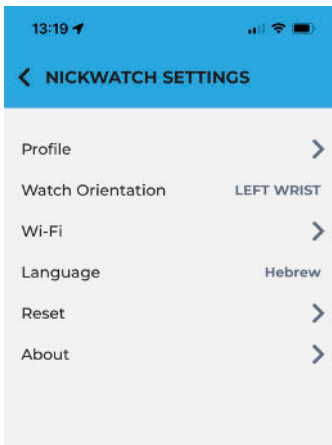 13:19
NICKWATCH SETTINGS
Profile
Watch Orientation LEFT WRIST
Wi-Fi
Language Hebrew
Reset
About